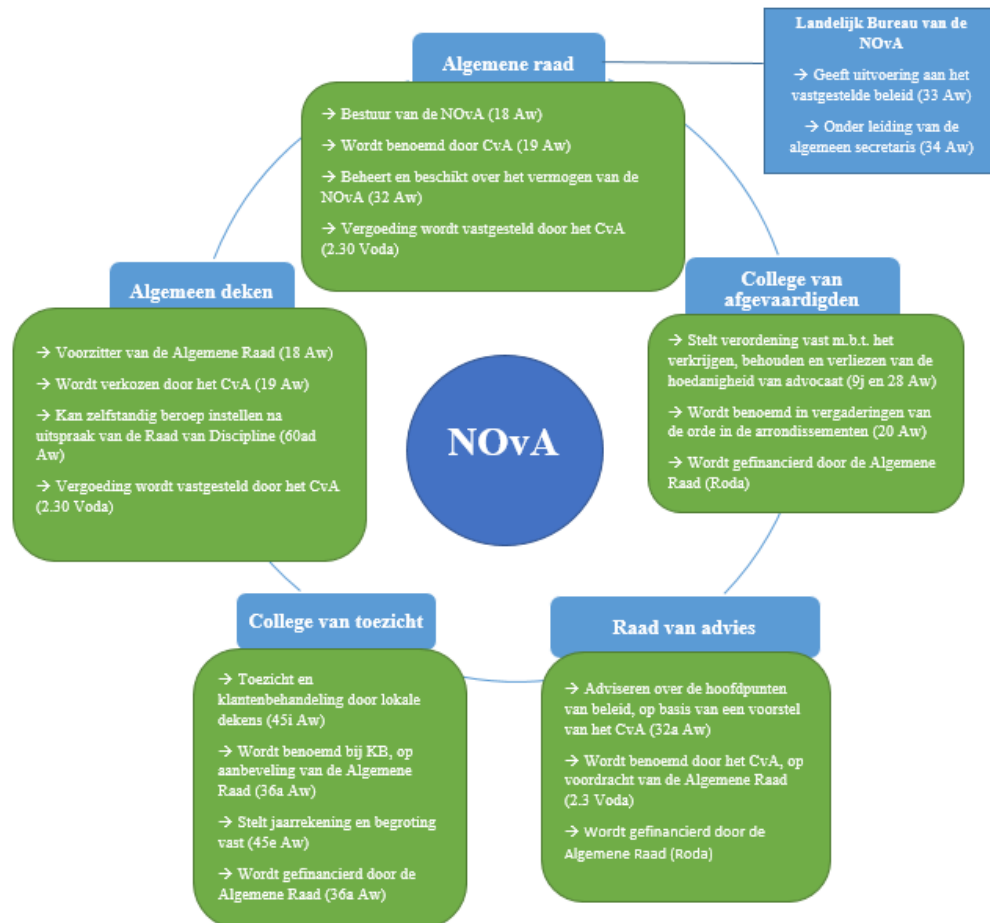 Algemene raad
→ Bestuur van de NOvA (18 Aw)
→ Wordt benoemd door CvA (19 Aw)
→ Beheert en beschikt over het vermogen van de
NOvA (32 Aw)
→ Vergoeding wordt vastgesteld door het CvA
(2.30 Voda)
Landelijk Bureau van de
NOvA
→ Geeft uitvoering aan het
vastgestelde beleid (33 Aw)
→ Onder leiding van de
algemeen secretaris (34 Aw)
Algemeen deken
→ Voorzitter van de Algemene Raad (18 Aw)
→ Wordt verkozen door het CvA (19 Aw)
→ Kan zelfstandig beroep instellen na
uitspraak van de Raad van Discipline (60ad
Aw)
→ Vergoeding wordt vastgesteld door het CvA
(2.30 Voda)
NOvA
College van
afgevaardigden
→ Stelt verordening vast m.b.t. het
verkrijgen, behouden en verliezen van de
hoedanigheid van advocaat (9j en 28 Aw)
→ Wordt benoemd in vergaderingen van
de orde in de arrondissementen (20 Aw)
→ Wordt gefinancierd door de Algemene
Raad (Roda)
College van toezicht
→ Toezicht en
klantenbehandeling door lokale
dekens (45i Aw)
→ Wordt benoemd bij KB, op
aanbeveling van de Algemene
Raad (36a Aw)
→ Stelt jaarrekening en begroting
vast (45e Aw)
→ Wordt gefinancierd door de
Algemene Raad (36a Aw)
Raad van advies
→ Adviseren over de hoofdpunten
van beleid, op basis van een voorstel
van het CvA (32a Aw)
→ Wordt benoemd door het CvA, op
voordracht van de Algemene Raad
(2.3 Voda)
→ Wordt gefinancierd door de
Algemene Raad (Roda)